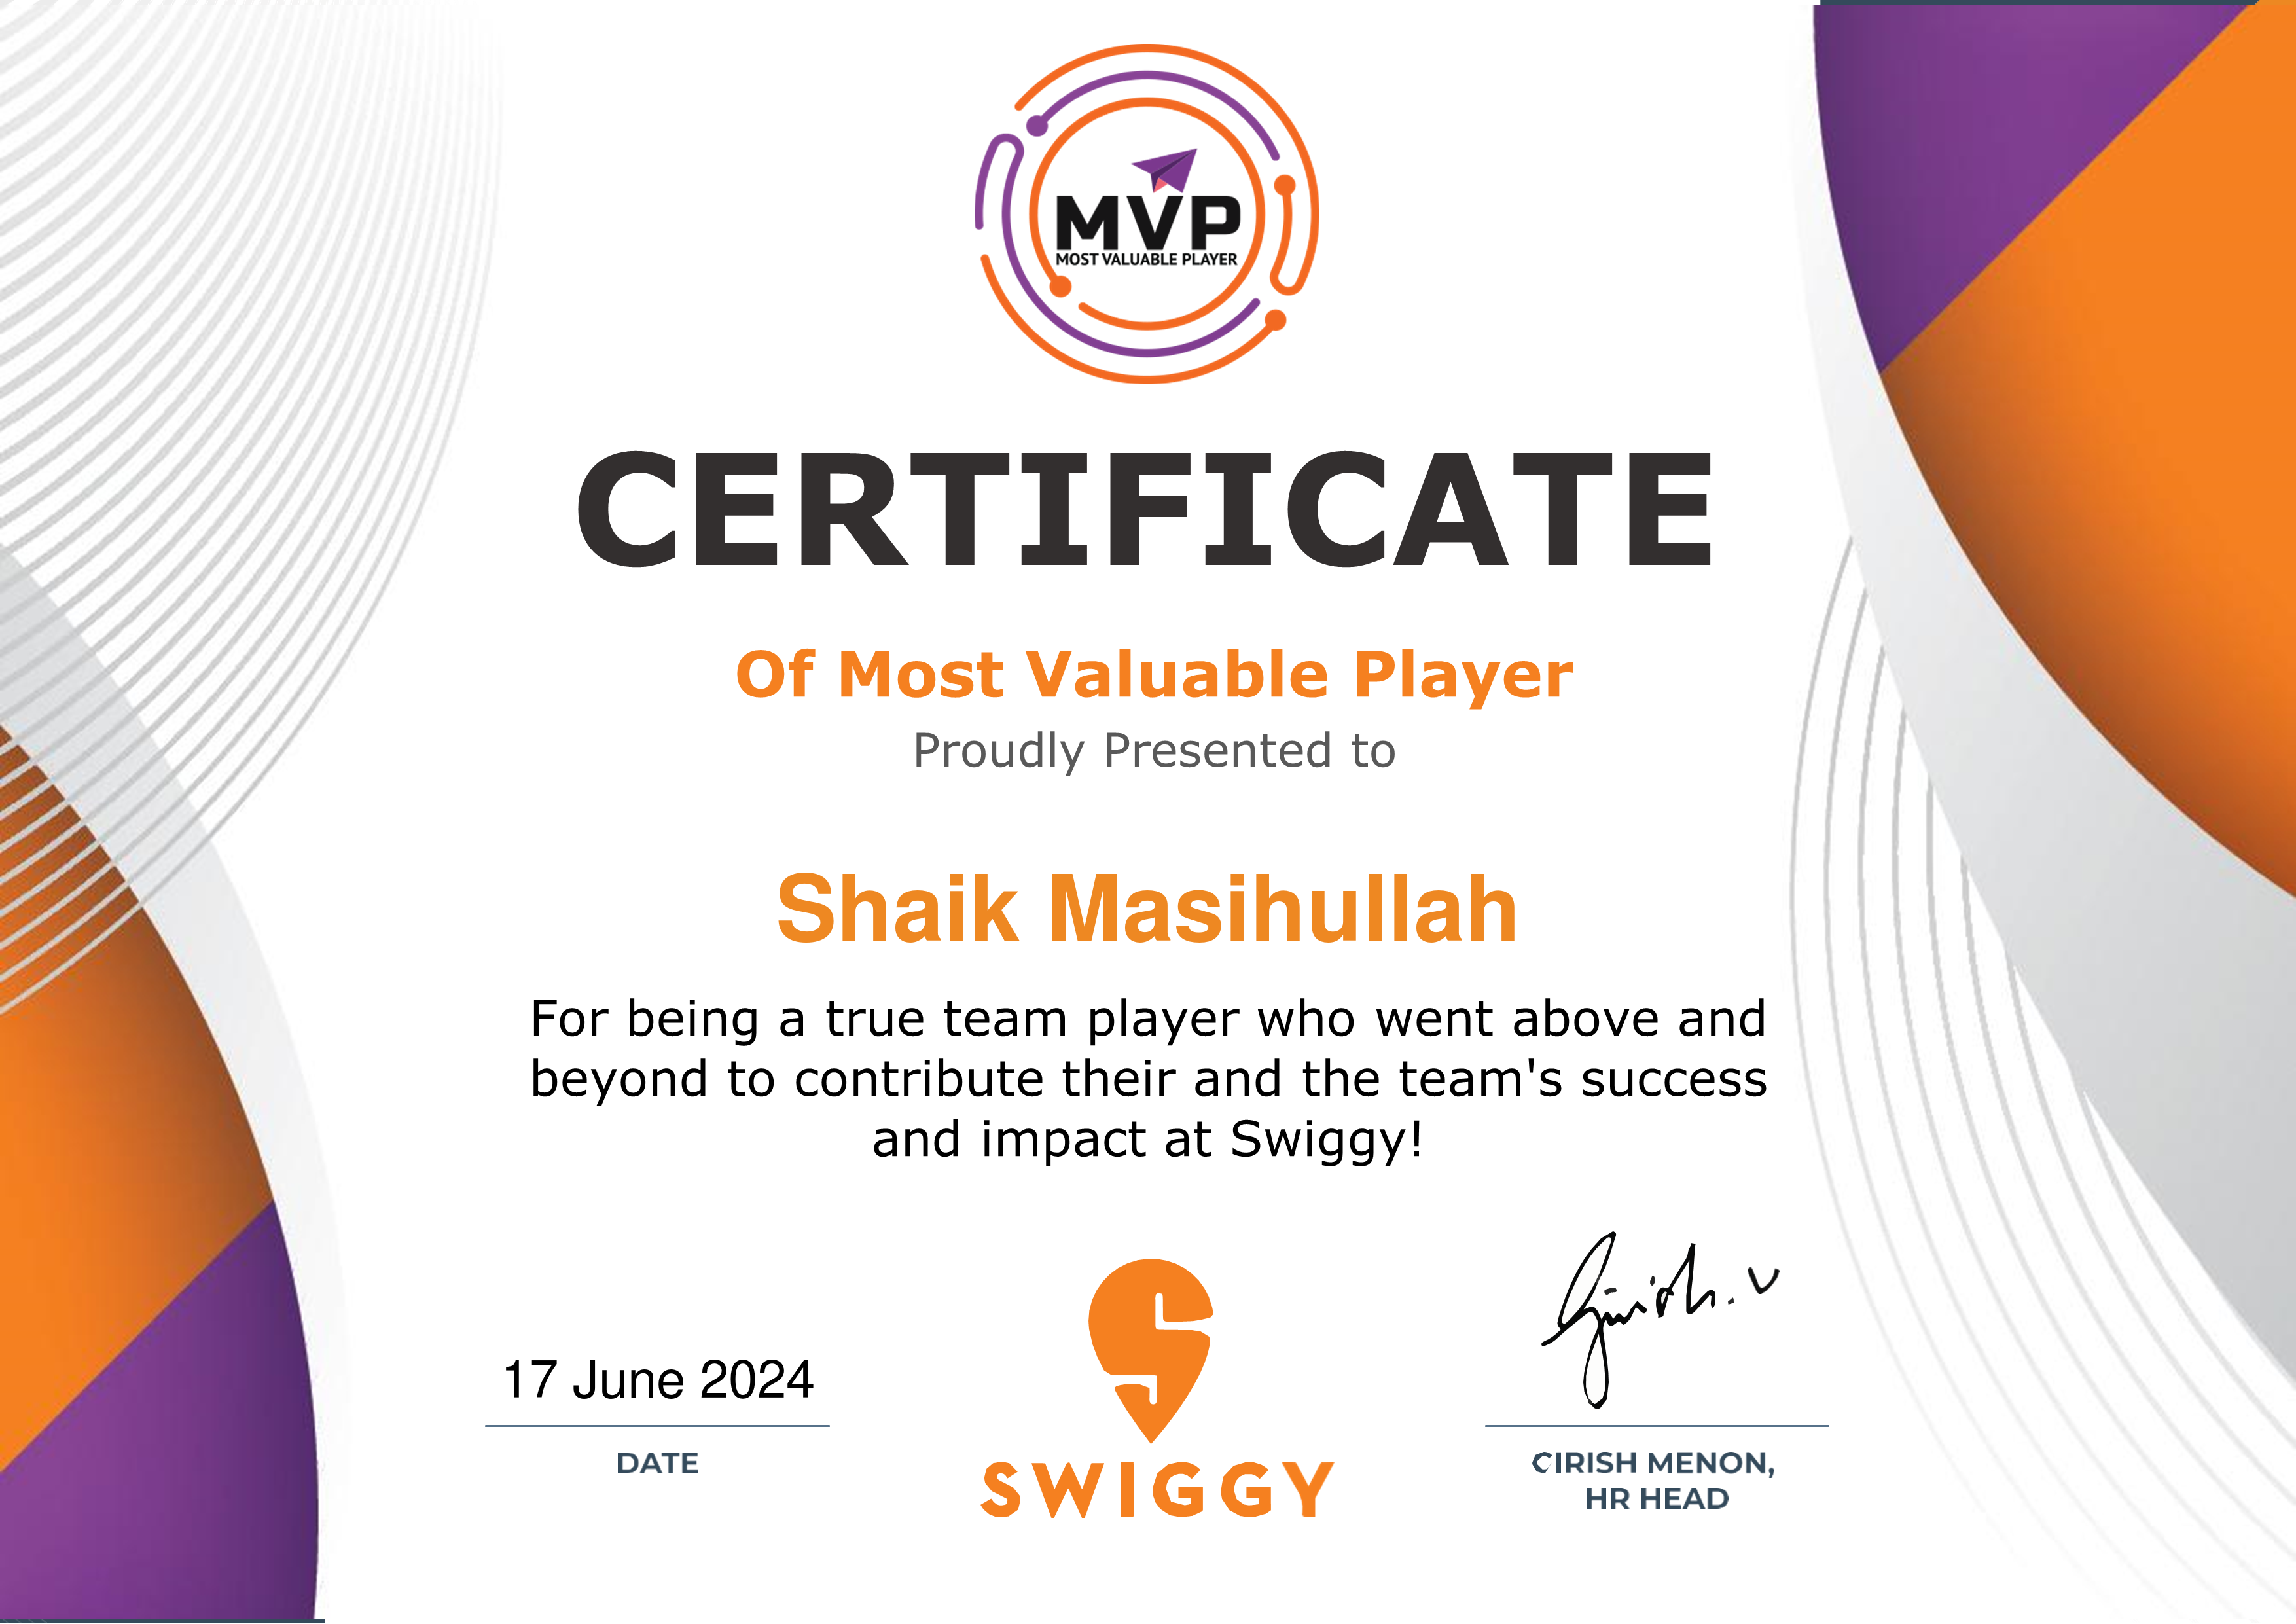 MVP
MOST VALUABLE PLAYER
CERTIFICATE
Of Most Valuable Player
Proudly Presented to
Shaik Masihullah
For being a true team player who went above and
beyond to contribute their and the team's success
and impact at Swiggy!
Girish. V
17 June 2024
DATE
SWIGGY
CIRISH MENON,
HR HEAD